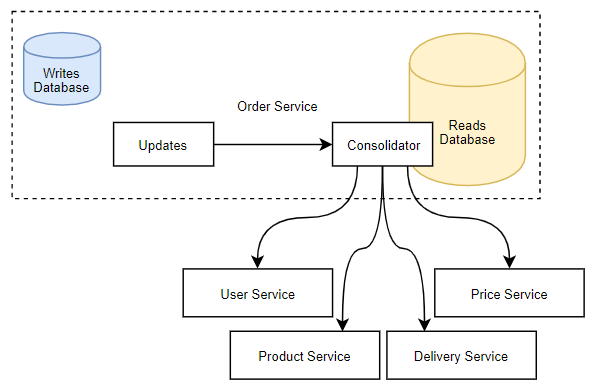 Writes
Database
Order Service
Reads
Database
Updates
Consolidator
User Service
Price Service
Product Service
Delivery Service